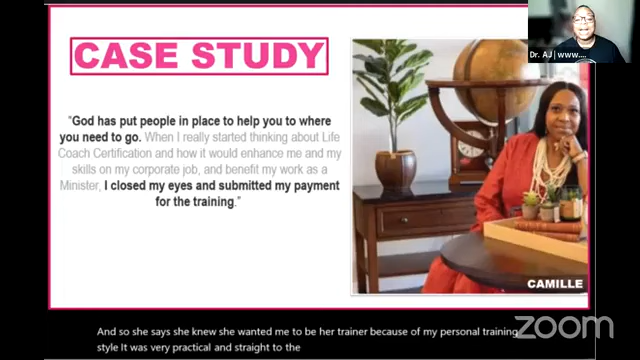 Dr. AJ | www....
CASE STUDY
"God has put people in place to help you to where
you need to go. When I really started thinking about Life
Coach Certification and how it would enhance me and my
skills on my corporate job, and benefit my work as a
Minister, I closed my eyes and submitted my payment
for the training."
CAMILLE
And so she says she knew she wanted me to be her trainer because of my personal training
style It was very practical and straight to the
zoom